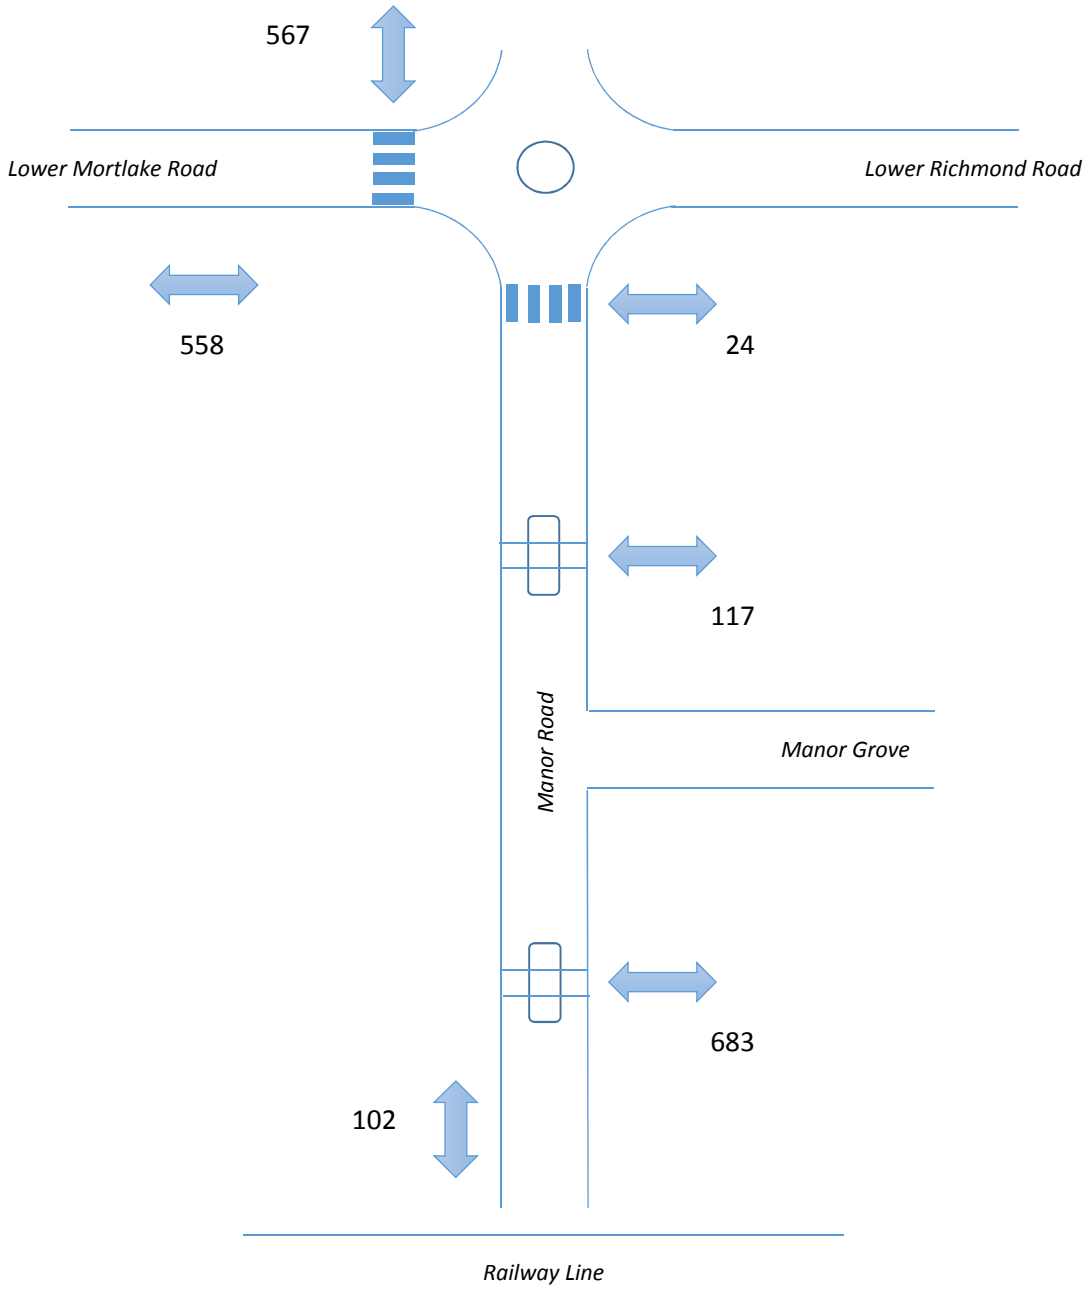 567
Lower Mortlake Road
Lower Richmond Road
558
24
117
Manor Road
Manor Grove
683
102
Railway Line